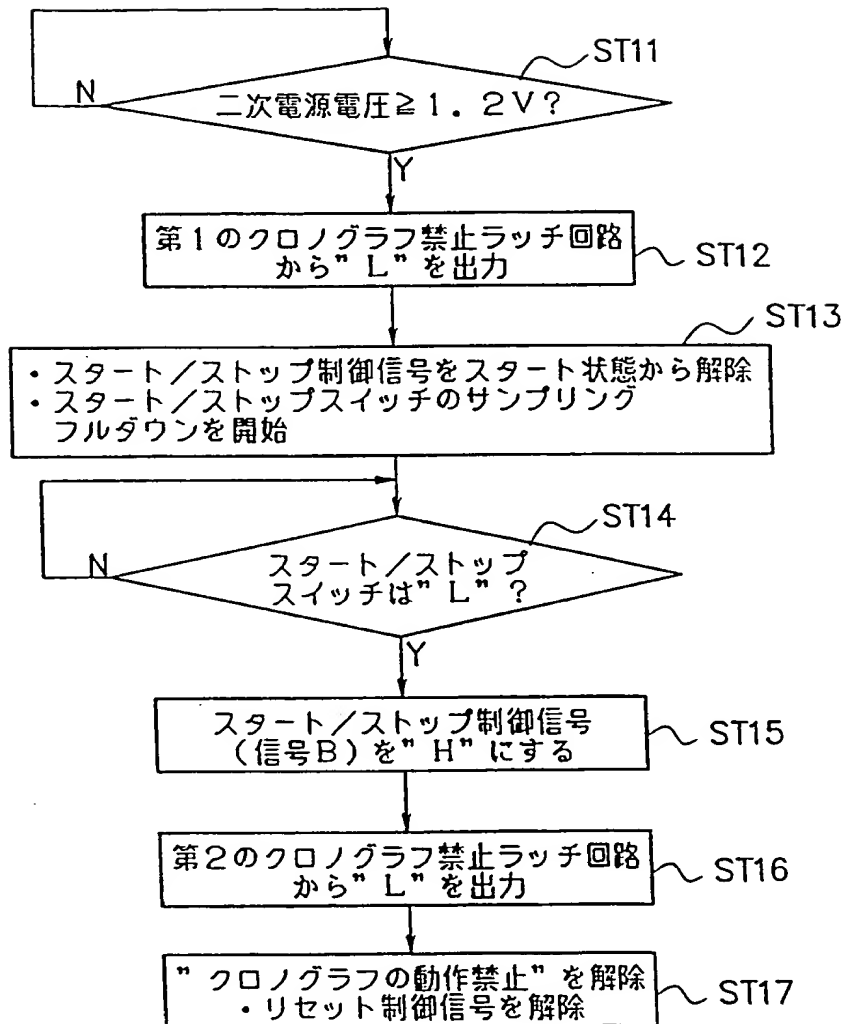 ST11
N
二次電源電圧≧1.2V?
Y
第1のクロノグラフ禁止ラッチ回路
から"L"を出力
ST12
ST13
・スタート/ストップ制御信号をスタート状態から解除
・スタート/ストップスイッチのサンプリング
フルダウンを開始
ST14
N
スタート/ストップ
スイッチは"L"?
Y
スタート/ストップ制御信号
(信号B)を"H"にする
ST15
第2のクロノグラフ禁止ラッチ回路
から"L"を出力
ST16
"クロノグラフの動作禁止"を解除
・リセット制御信号を解除
ST17